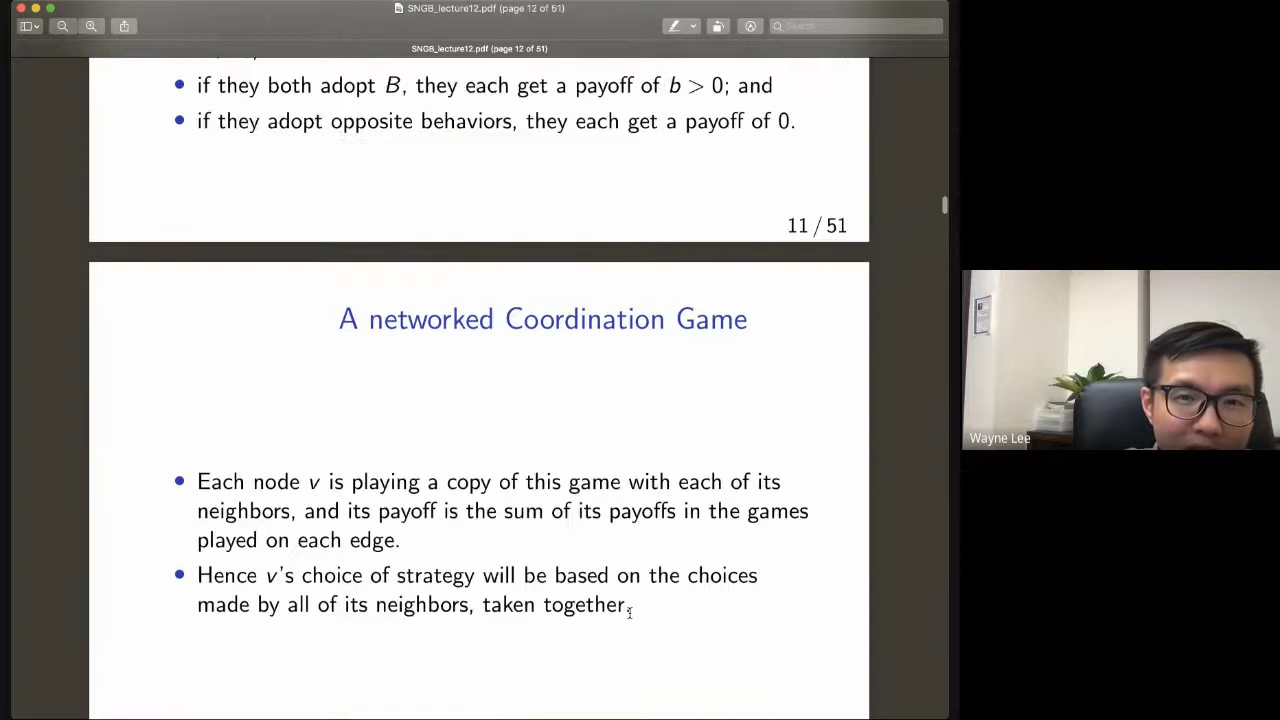 SNGB_lecture12.pdf (page 12 of 51)
Search
SNGB_lecture12.pdf (page 12 of 51)
• if they both adopt B, they each get a payoff of b > 0; and
• if they adopt opposite behaviors, they each get a payoff of 0.
11 / 51
A networked Coordination Game
• Each node v is playing a copy of this game with each of its
neighbors, and its payoff is the sum of its payoffs in the games
played on each edge.
• Hence v's choice of strategy will be based on the choices
made by all of its neighbors, taken together.
Wayne Lee